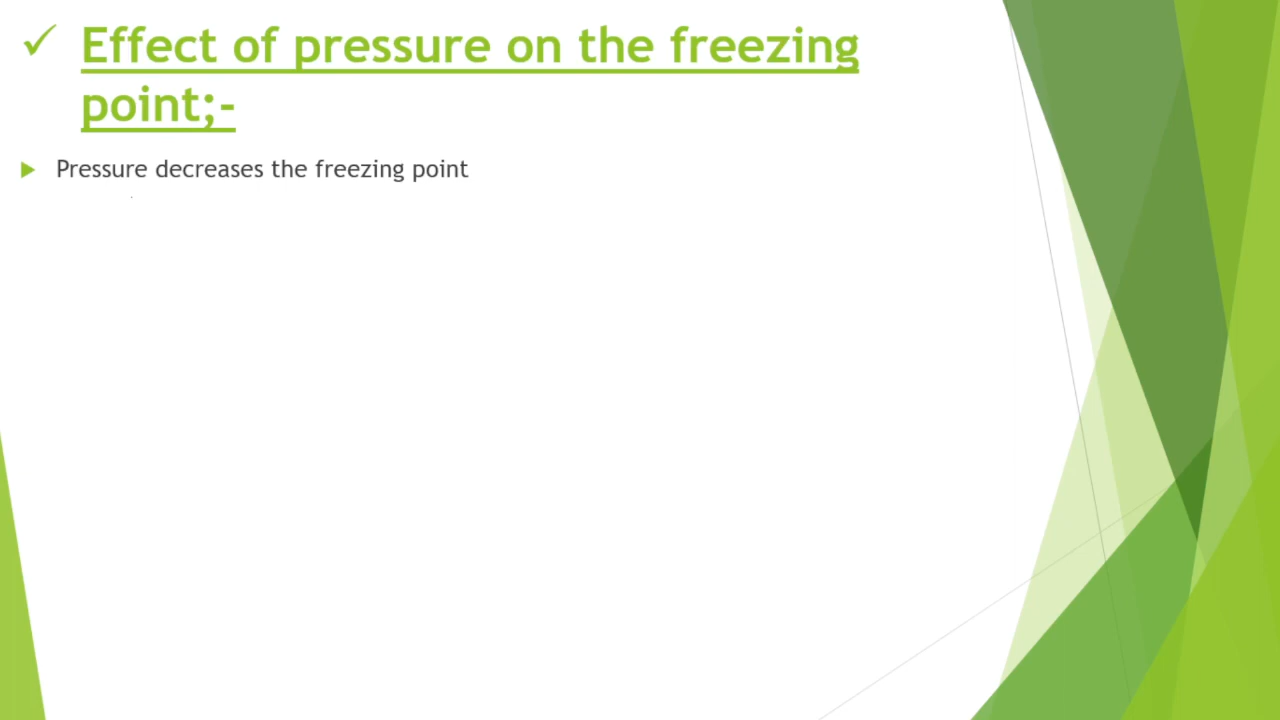 ✓ Effect of pressure on the freezing
point;-
Pressure decreases the freezing point